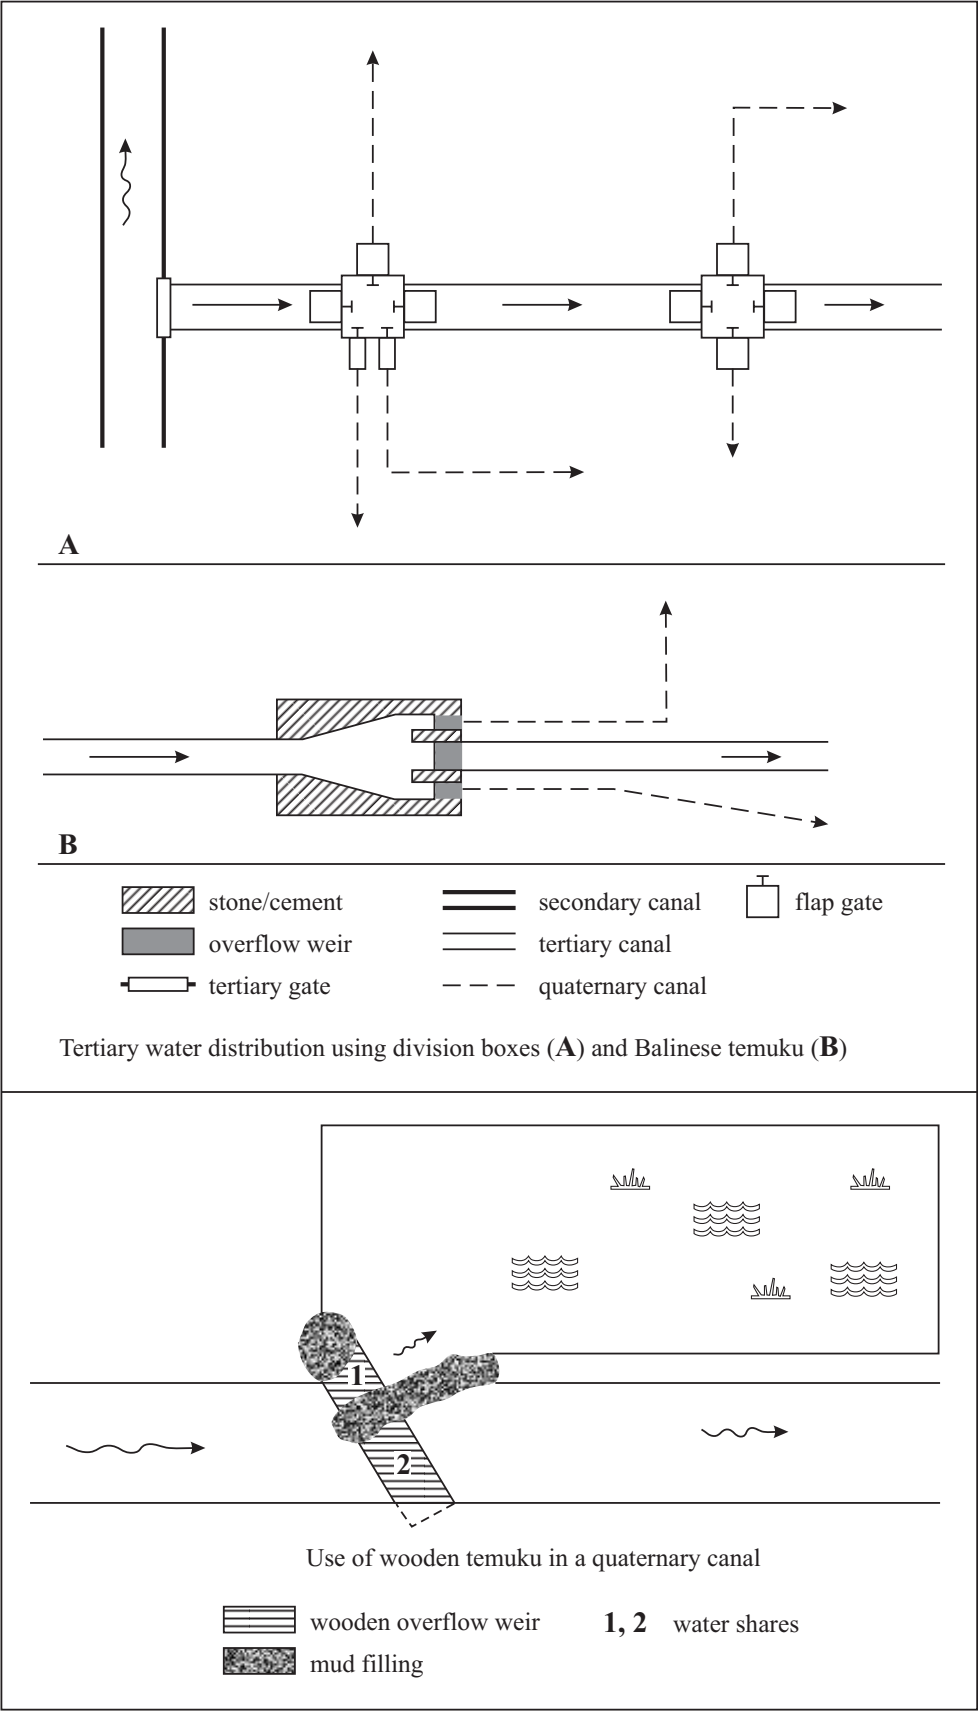 A
B
stone/cement
secondary canal
flap gate
overflow weir
tertiary canal
tertiary gate
quaternary canal
Tertiary water distribution using division boxes (A) and Balinese temuku (B)
1
2
Use of wooden temuku in a quaternary canal
wooden overflow weir
1, 2 water shares
mud filling